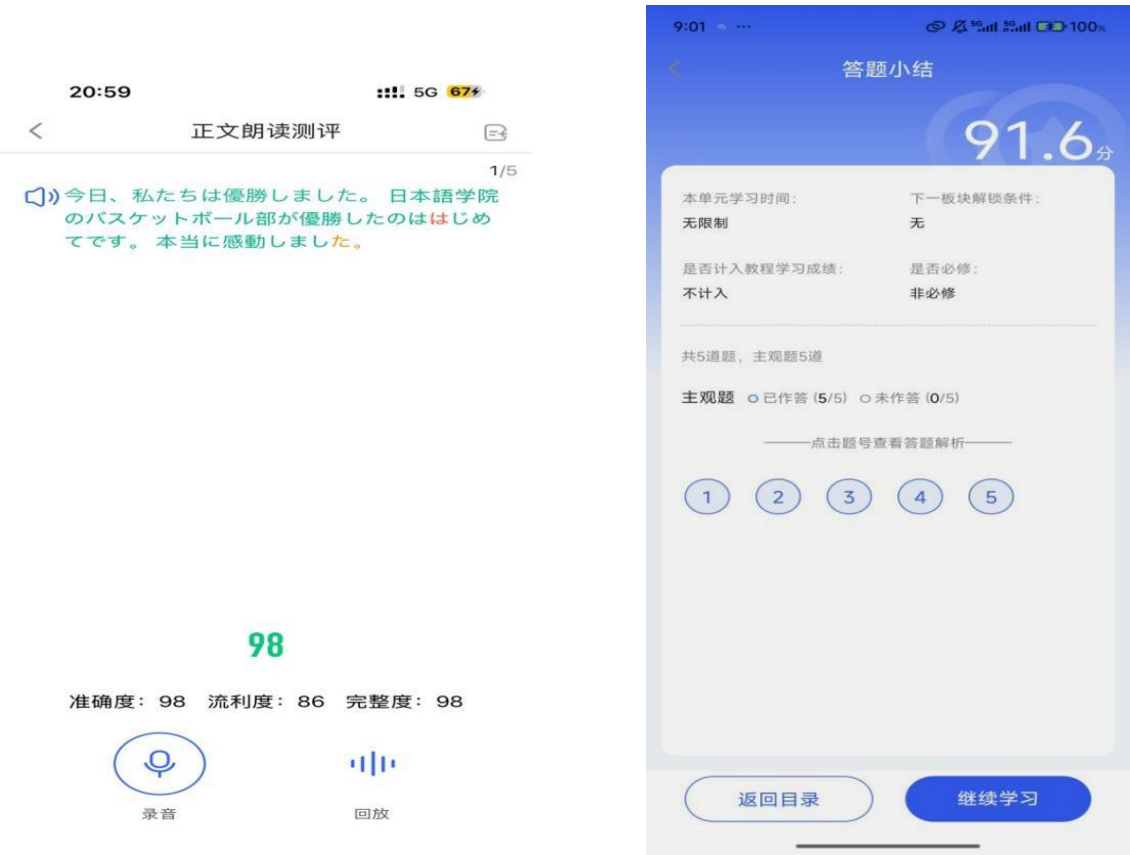 20:59
5G 67
正文朗读测评
1/5
今日、私たちは優勝しました。 日本語学院
のバスケットボール部が優勝したのははじめ
てです。 本当に感動しました。
98
准确度： 98 流利度： 86 完整度： 98
录音 回放
9:01 ... 5G 5G 100%
答题小结
91.6分
本单元学习时间： 下一板块解锁条件：
无限制 无
是否计入教程学习成绩： 是否必修：
不计入 非必修
共5道题，主观题5道
主观题 已作答 (5/5) 未作答 (0/5)
点击题号查看答题解析
1 2 3 4 5
返回目录 继续学习